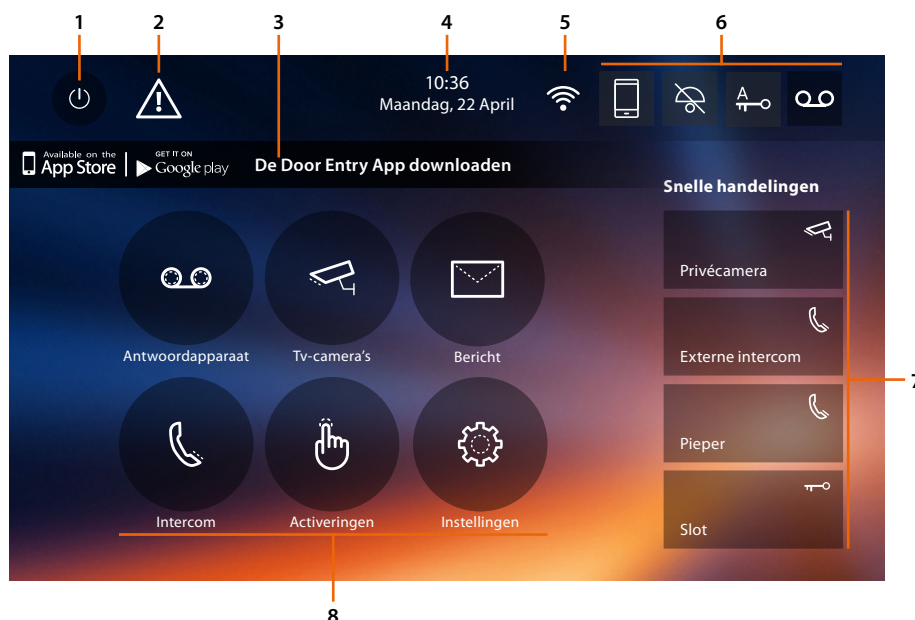 1 2 3 4 5 6
10:36
Maandag, 22 April
A
Available on the
App Store
GET IT ON
Google play
De Door Entry App downloaden
Snelle handelingen
Privécamera
Externe intercom
Pieper
Slot
7
Antwoordapparaat Tv-camera’s Bericht
Intercom Activeringen Instellingen
8